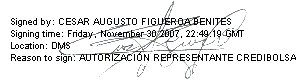 Signed by: CESAR AUGUSTO FIGUEROA BENITES
Signing time: Friday, November 30 2007, 22:49:19 GMT
Location: DMS
Reason to sign: AUTORIZACIÓN REPRESENTANTE CREDIBOLSA